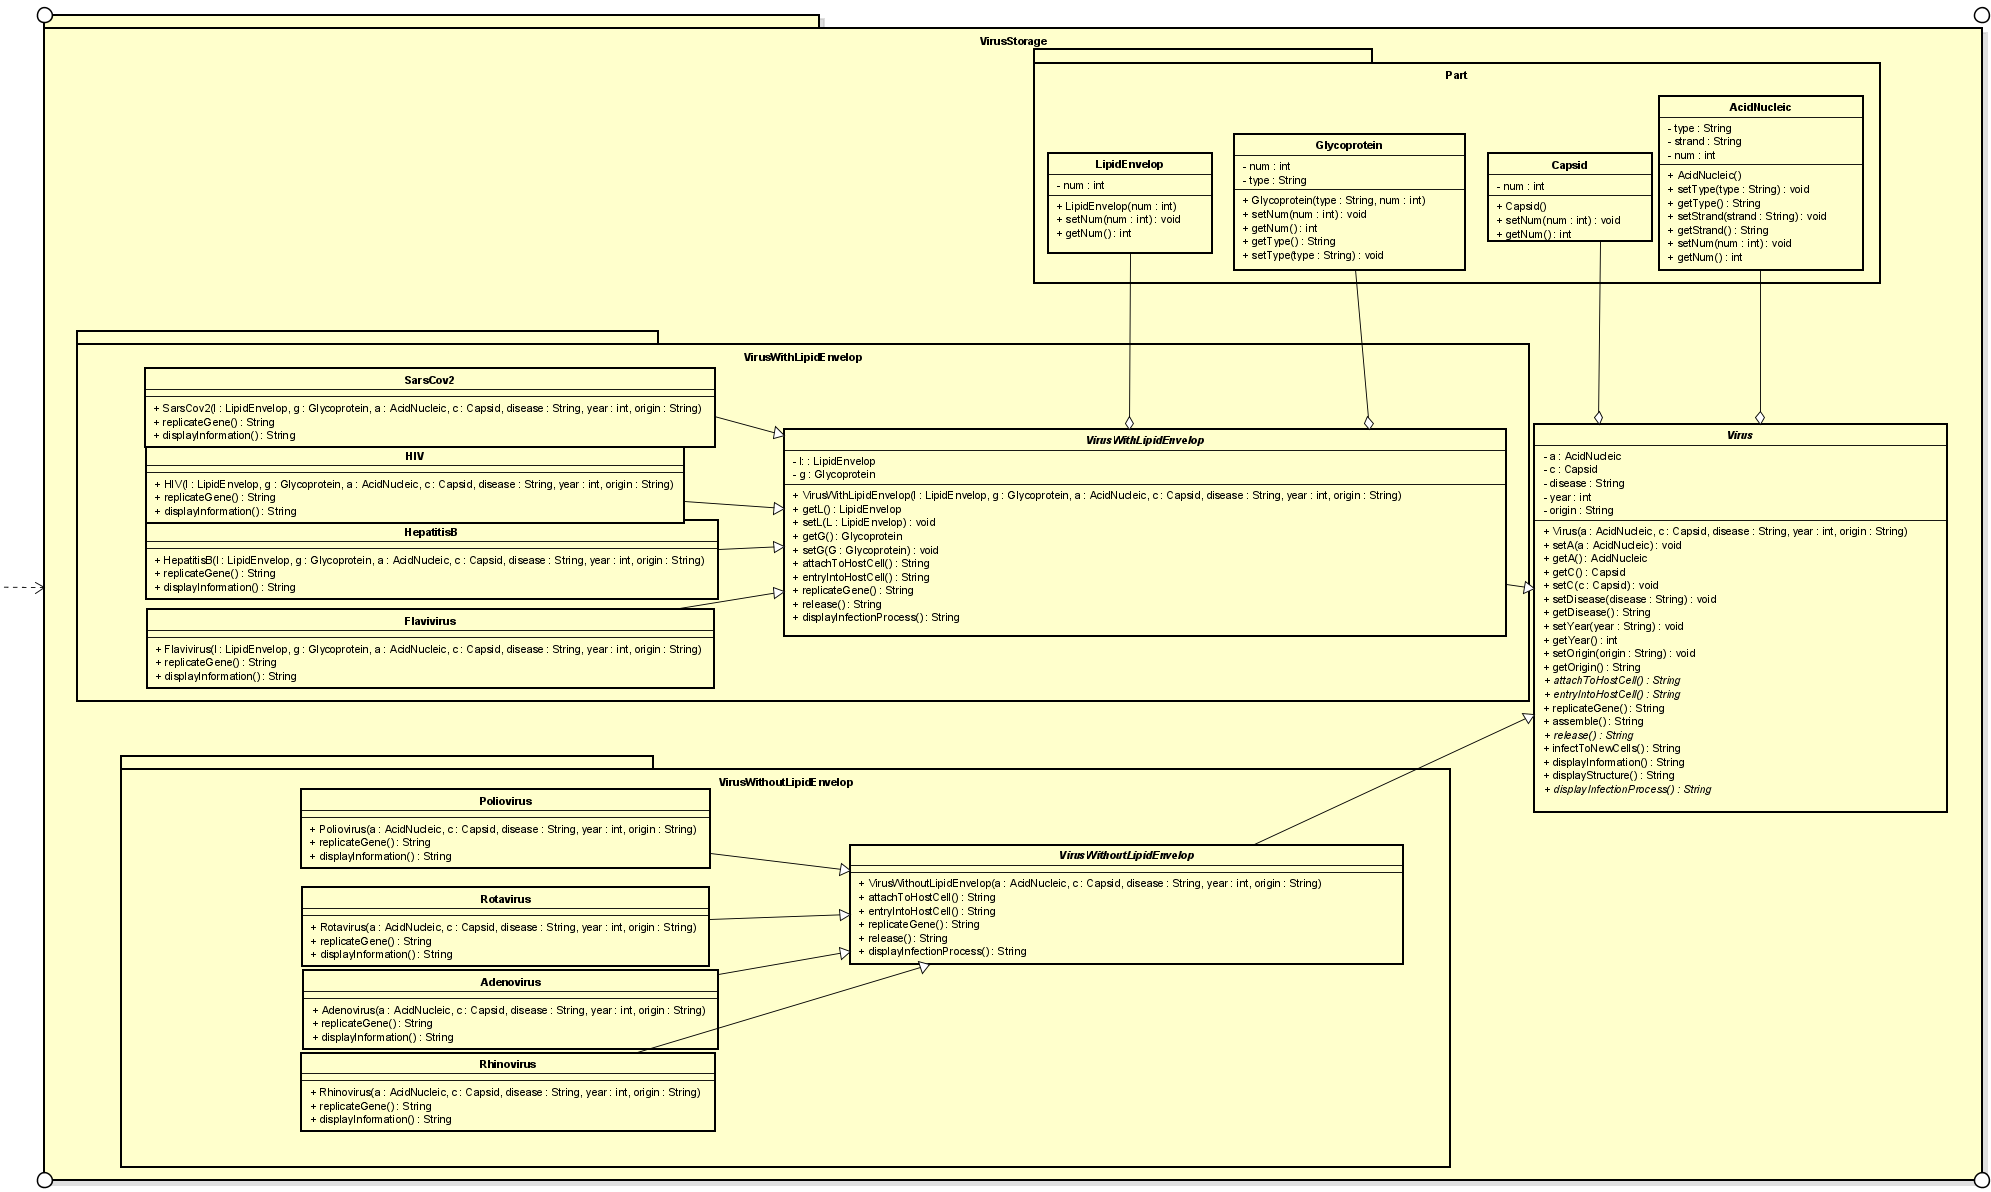 VirusStorage
Part
LipidEnvelop
- num : int
+ LipidEnvelop(num : int)
+ setNum(num : int) : void
+ getNum() : int
Glycoprotein
- num : int
- type : String
+ Glycoprotein(type : String, num : int)
+ setNum(num : int) : void
+ getNum() : int
+ getType() : String
+ setType(type : String) : void
Capsid
- num : int
+ Capsid()
+ setNum(num : int) : void
+ getNum() : int
AcidNucleic
- type : String
- strand : String
- num : int
+ AcidNucleic()
+ setType(type : String) : void
+ getType() : String
+ setStrand(strand : String) : void
+ getStrand() : String
+ setNum(num : int) : void
+ getNum() : int
VirusWithLipidEnvelop
SarsCov2
+ SarsCov2(l : LipidEnvelop, g : Glycoprotein, a : AcidNucleic, c : Capsid, disease : String, year : int, origin : String)
+ replicateGene() : String
+ displayInformation() : String
HIV
+ HIV(l : LipidEnvelop, g : Glycoprotein, a : AcidNucleic, c : Capsid, disease : String, year : int, origin : String)
+ replicateGene() : String
+ displayInformation() : String
HepatitisB
+ HepatitisB(l : LipidEnvelop, g : Glycoprotein, a : AcidNucleic, c : Capsid, disease : String, year : int, origin : String)
+ replicateGene() : String
+ displayInformation() : String
Flavivirus
+ Flavivirus(l : LipidEnvelop, g : Glycoprotein, a : AcidNucleic, c : Capsid, disease : String, year : int, origin : String)
+ replicateGene() : String
+ displayInformation() : String
VirusWithLipidEnvelop
- l: : LipidEnvelop
- g : Glycoprotein
+ VirusWithLipidEnvelop(l : LipidEnvelop, g : Glycoprotein, a : AcidNucleic, c : Capsid, disease : String, year : int, origin : String)
+ getL() : LipidEnvelop
+ setL(L : LipidEnvelop) : void
+ getG() : Glycoprotein
+ setG(G : Glycoprotein) : void
+ attachToHostCell() : String
+ entryIntoHostCell() : String
+ replicateGene() : String
+ release() : String
+ displayInfectionProcess() : String
Virus
- a : AcidNucleic
- c : Capsid
- disease : String
- year : int
- origin : String
+ Virus(a : AcidNucleic, c : Capsid, disease : String, year : int, origin : String)
+ setA(a : AcidNucleic) : void
+ getA() : AcidNucleic
+ getC() : Capsid
+ setC(c : Capsid) : void
+ setDisease(disease : String) : void
+ getDisease() : String
+ setYear(year : String) : void
+ getYear() : int
+ setOrigin(origin : String) : void
+ getOrigin() : String
+ attachToHostCell() : String
+ entryIntoHostCell() : String
+ replicateGene() : String
+ assemble() : String
+ release() : String
+ infectToNewCells() : String
+ displayInformation() : String
+ displayStructure() : String
+ displayInfectionProcess() : String
VirusWithoutLipidEnvelop
Poliovirus
+ Poliovirus(a : AcidNucleic, c : Capsid, disease : String, year : int, origin : String)
+ replicateGene() : String
+ displayInformation() : String
Rotavirus
+ Rotavirus(a : AcidNucleic, c : Capsid, disease : String, year : int, origin : String)
+ replicateGene() : String
+ displayInformation() : String
Adenovirus
+ Adenovirus(a : AcidNucleic, c : Capsid, disease : String, year : int, origin : String)
+ replicateGene() : String
+ displayInformation() : String
Rhinovirus
+ Rhinovirus(a : AcidNucleic, c : Capsid, disease : String, year : int, origin : String)
+ replicateGene() : String
+ displayInformation() : String
VirusWithoutLipidEnvelop
+ VirusWithoutLipidEnvelop(a : AcidNucleic, c : Capsid, disease : String, year : int, origin : String)
+ attachToHostCell() : String
+ entryIntoHostCell() : String
+ replicateGene() : String
+ release() : String
+ displayInfectionProcess() : String